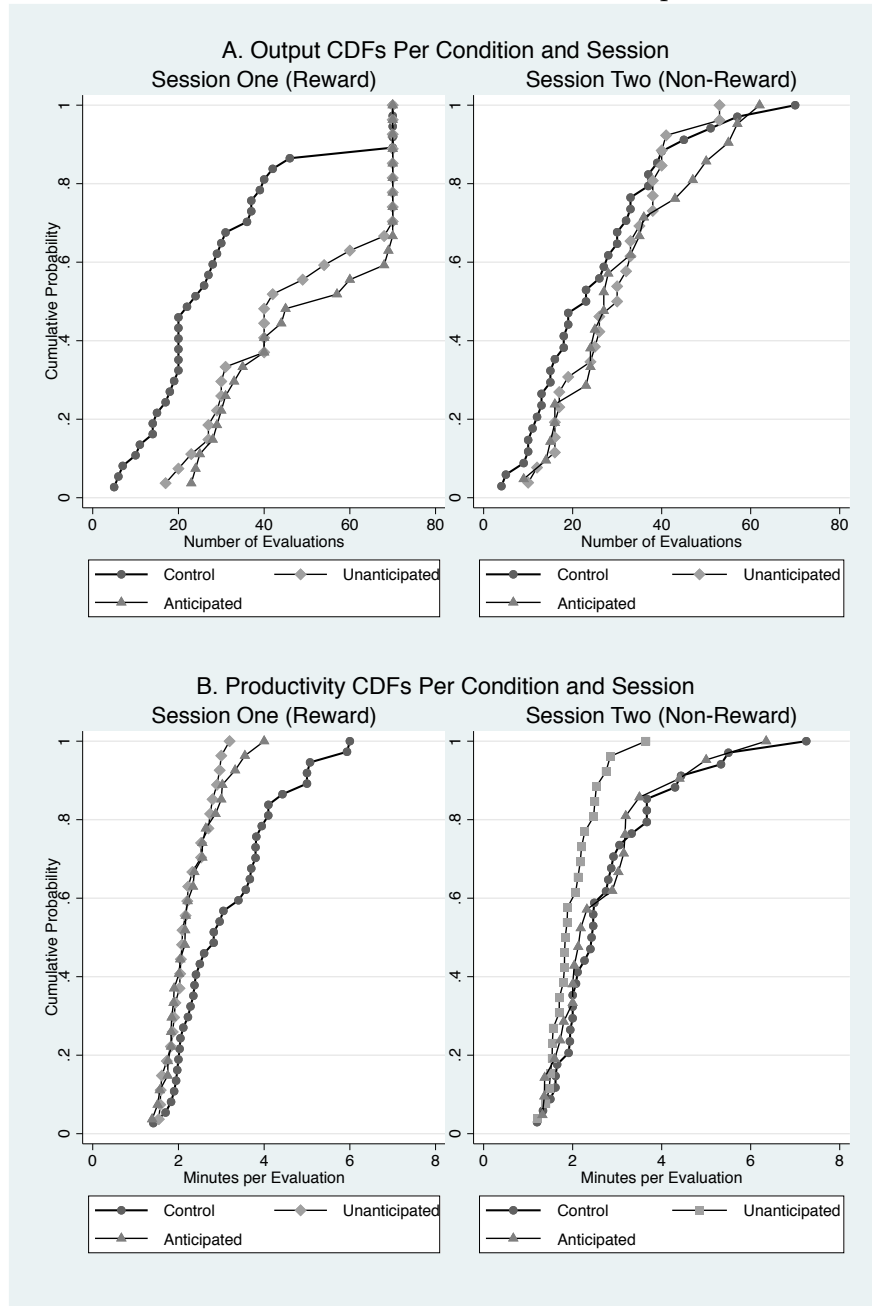 A. Output CDFs Per Condition and Session
Session One (Reward)
Session Two (Non-Reward)
Cumulative Probability
0 .2 .4 .6 .8 1
0 20 40 60 80
Number of Evaluations
0 .2 .4 .6 .8 1
0 20 40 60 80
Number of Evaluations
Control Unanticipated
Anticipated
Control Unanticipated
Anticipated
B. Productivity CDFs Per Condition and Session
Session One (Reward)
Session Two (Non-Reward)
Cumulative Probability
0 .2 .4 .6 .8 1
0 2 4 6 8
Minutes per Evaluation
0 .2 .4 .6 .8 1
0 2 4 6 8
Minutes per Evaluation
Control Unanticipated
Anticipated
Control Unanticipated
Anticipated